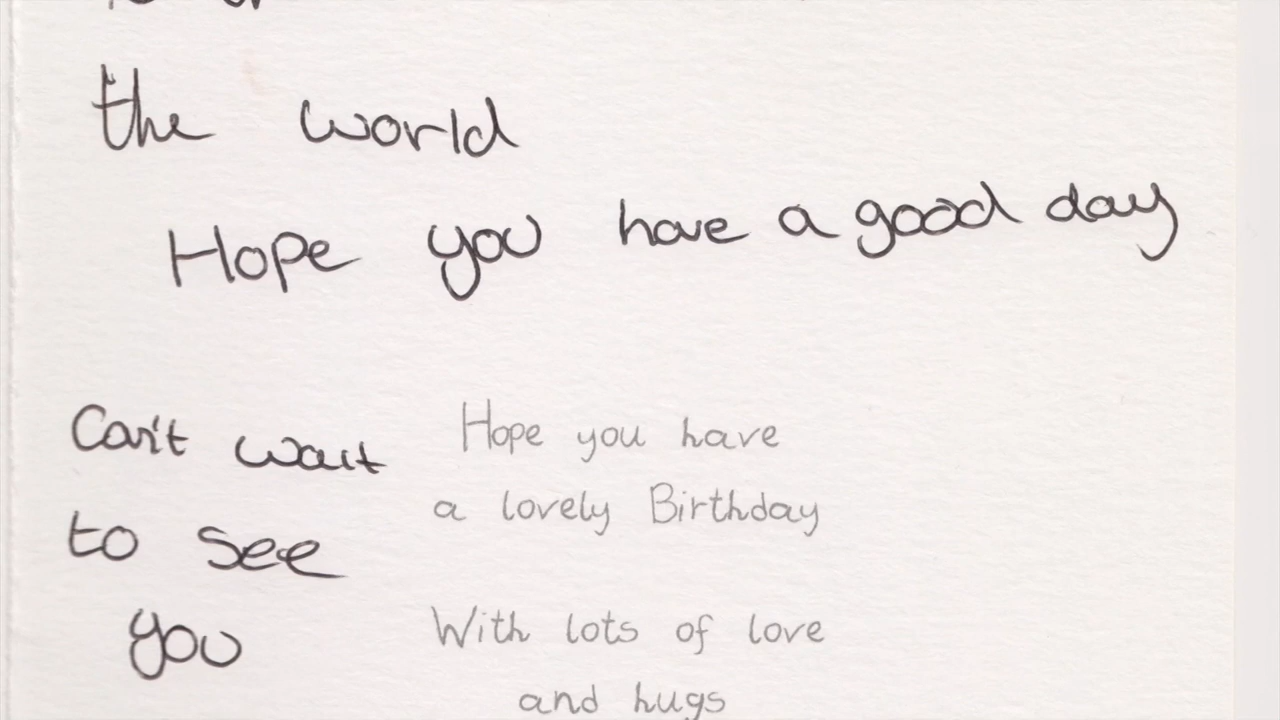 the world
Hope you have a good day
Can't wait
to see
you
Hope you have
a lovely Birthday
With lots of love
and hugs